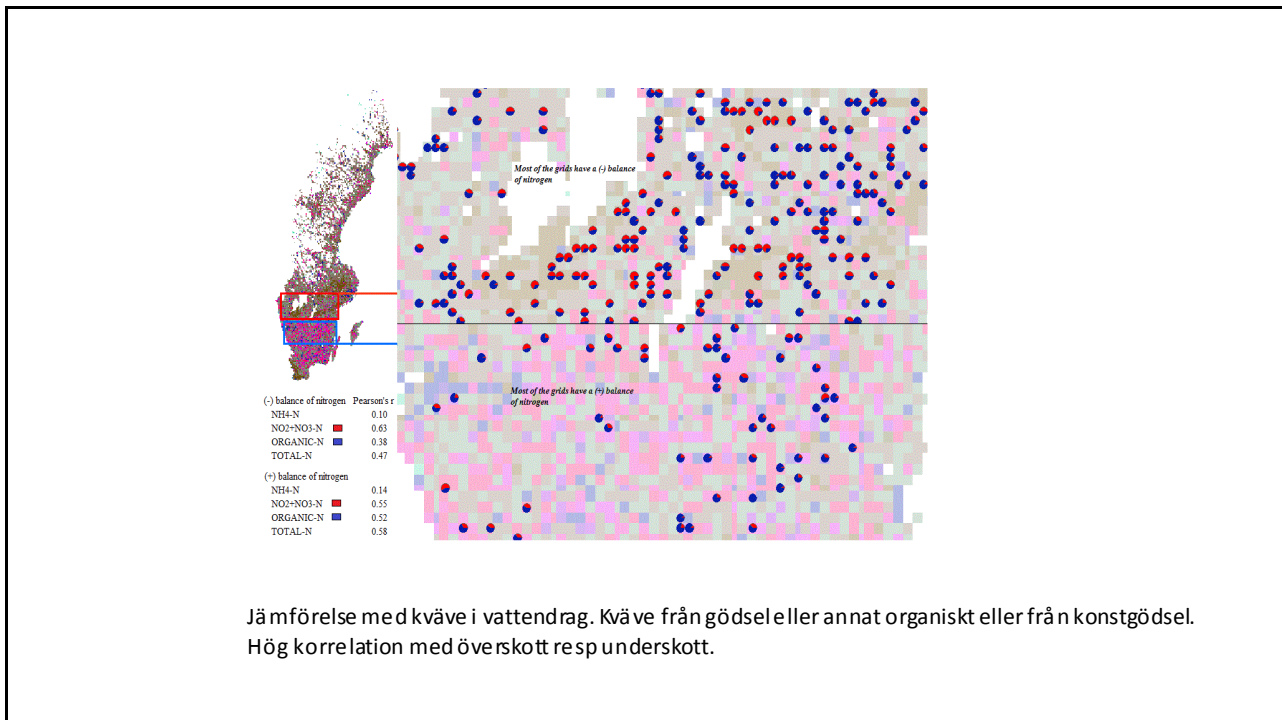 Most of the grids have a (-) balance
of nitrogen
Most of the grids have a (+) balance
of nitrogen
(-) balance of nitrogen Pearson's r
NH4-N 0.10
NO2+NO3-N 0.63
ORGANIC-N 0.38
TOTAL-N 0.47
(+) balance of nitrogen
NH4-N 0.14
NO2+NO3-N 0.55
ORGANIC-N 0.52
TOTAL-N 0.58
Jämförelse med kväve i vattendrag. Kväve från gödsel eller annat organiskt eller från konstgödsel.
Hög korrelation med överskott resp underskott.